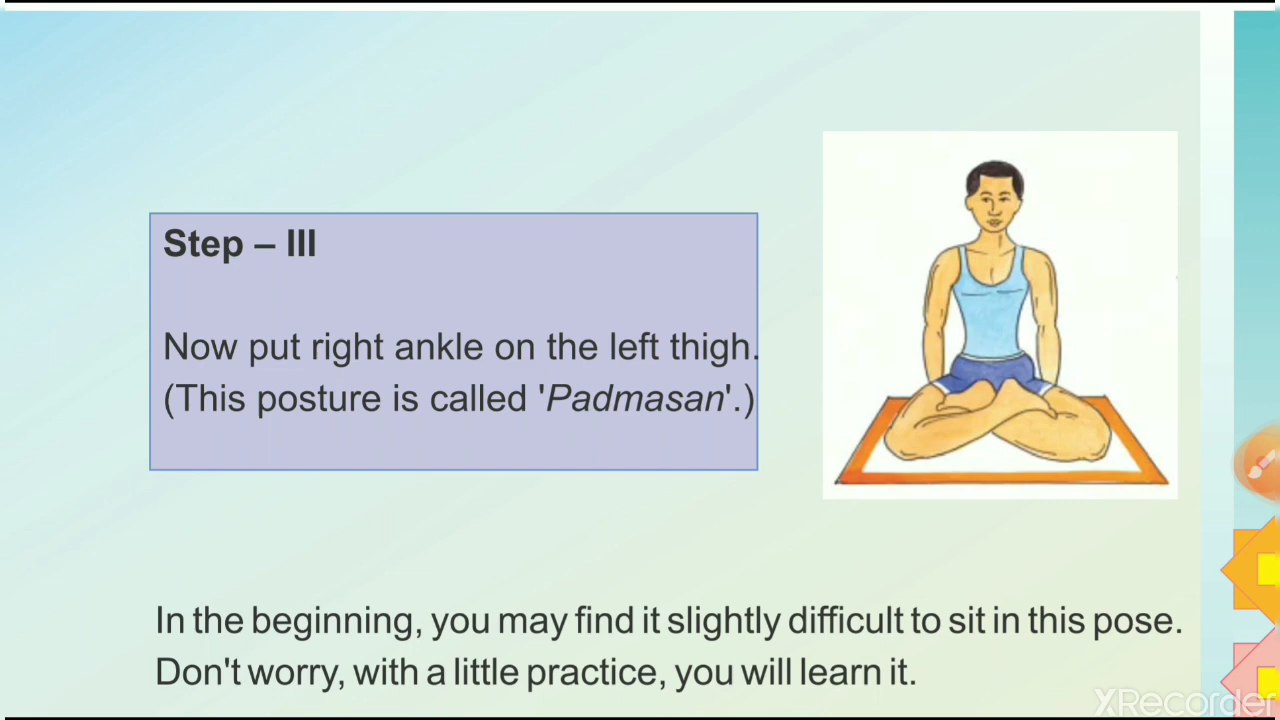 Step – III
Now put right ankle on the left thigh.
(This posture is called 'Padmasan'.)
In the beginning, you may find it slightly difficult to sit in this pose.
Don't worry, with a little practice, you will learn it.
XRecorder